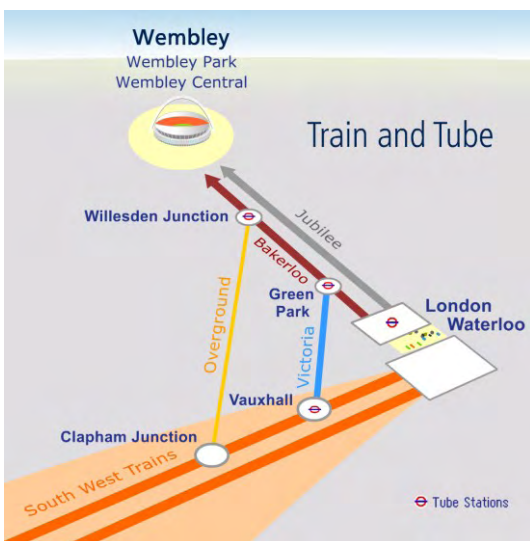 Wembley
Wembley Park
Wembley Central
Train and Tube
Willesden Junction
Jubilee
Bakerloo
Green
Park
London
Waterloo
Overground
Victoria
Vauxhall
Clapham Junction
South West Trains
Tube Stations